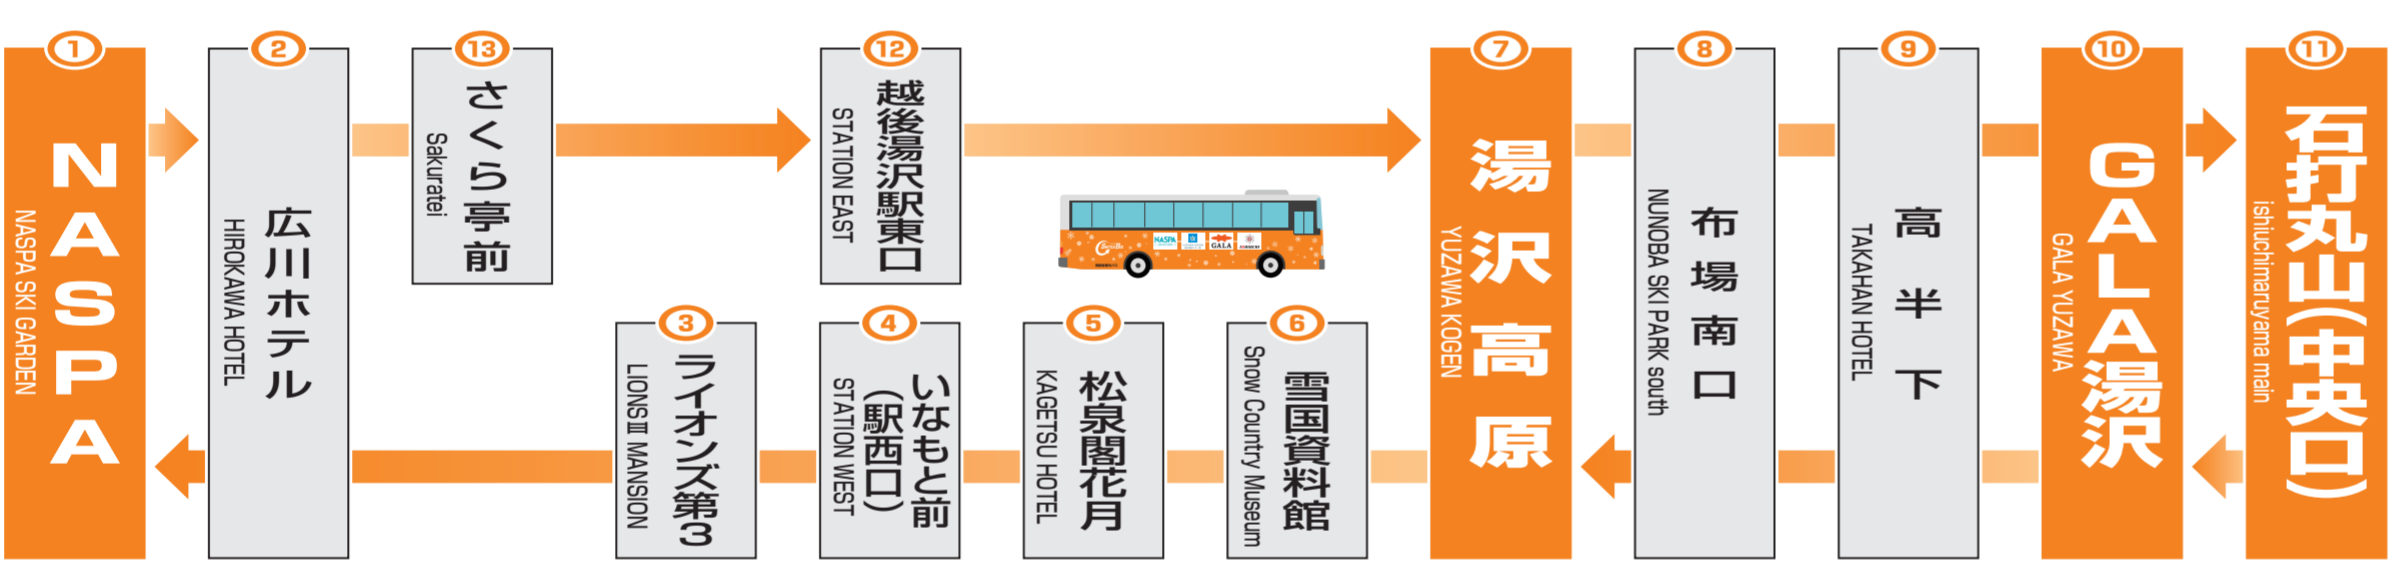 1
NASPA
NASPA SKI GARDEN
2
広川ホテル
HIROKAWA HOTEL
13
さくら亭前
Sakuratei
12
越後湯沢駅東口
STATION EAST
7
湯沢高原
YUZAWA KOGEN
8
布場南口
NUNOBA SKI PARK south
9
高半下
TAKAHAN HOTEL
10
GALA湯沢
GALA YUZAWA
11
石打丸山(中央口)
ishiuchimaruyama main
NASPA
GALA
3
ライオンズ第3
LIONSⅢ MANSION
4
いなもと前
(駅西口)
STATION WEST
5
松泉閣花月
KAGETSU HOTEL
6
雪国資料館
Snow Country Museum